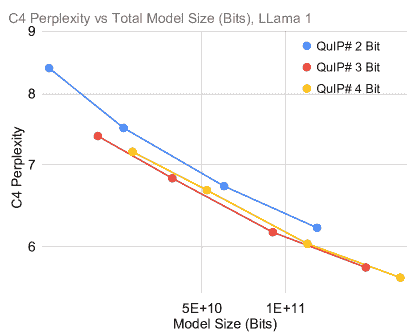 C4 Perplexity vs Total Model Size (Bits), LLama 1
9
QuIP# 2 Bit
QuIP# 3 Bit
QuIP# 4 Bit
8
7
6
C4 Perplexity
5E+10
1E+11
Model Size (Bits)